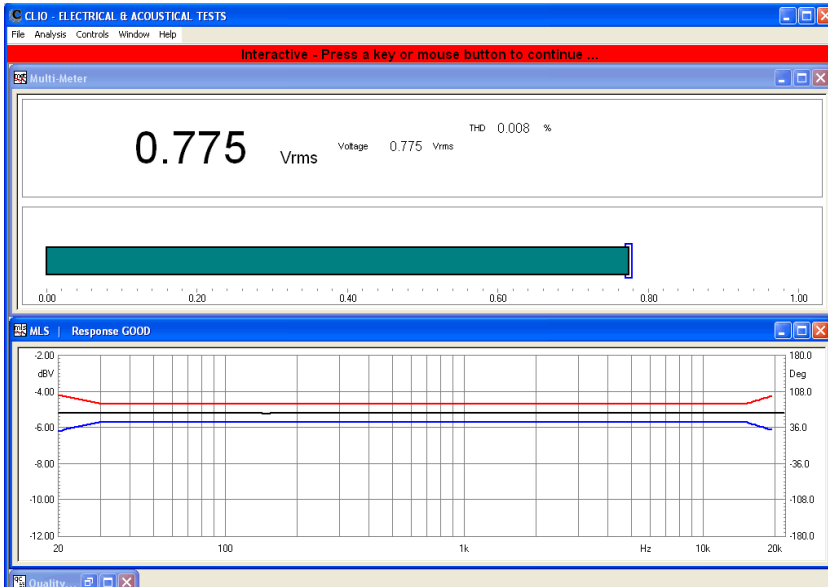 CLIO - ELECTRICAL & ACOUSTICAL TESTS
File Analysis Controls Window Help
Interactive - Press a key or mouse button to continue ...
Multi-Meter
THD 0.008 %
0.775 Vrms Voltage 0.775 Vrms
0.00 0.20 0.40 0.60 0.80 1.00
MLS | Response GOOD
-2.00 180.0
dBV Deg
-4.00 108.0
-6.00 36.0
-8.00 -36.0
-10.00 -108.0
-12.00 -180.0
20 100 1k Hz 10k 20k
Quality...